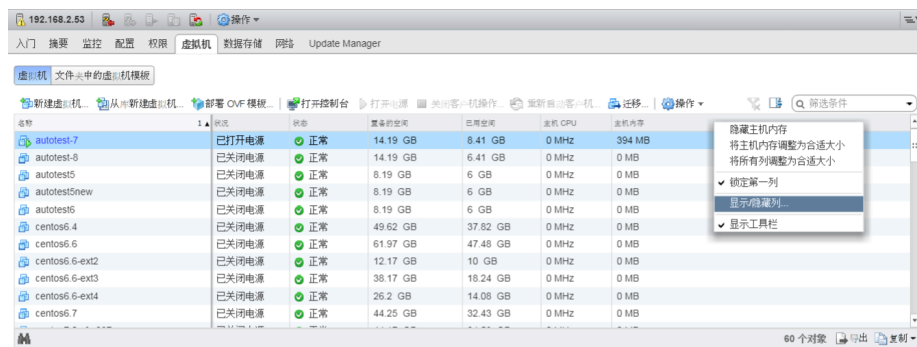 192.168.2.53 操作
入门 摘要 监控 配置 权限 虚拟机 数据存储 网络 Update Manager
虚拟机 文件夹中的虚拟机模板
新建虚拟机... 从库新建虚拟机... 部署 OVF 模板... 打开控制台 打开电源 关闭客户机操作... 重新启动客户机... 迁移... 操作 筛选条件
名称 1 状况 状态 置备的空间 已用空间 主机 CPU 主机内存
autotest-7 已打开电源 正常 14.19 GB 8.41 GB 0 MHz 394 MB
autotest-8 已关闭电源 正常 14.19 GB 6.41 GB 0 MHz 0 MB
autotest5 已关闭电源 正常 8.19 GB 6 GB 0 MHz 0 MB
autotest5new 已关闭电源 正常 8.19 GB 6 GB 0 MHz 0 MB
autotest6 已关闭电源 正常 8.19 GB 6 GB 0 MHz 0 MB
centos6.4 已关闭电源 正常 49.62 GB 37.82 GB 0 MHz 0 MB
centos6.6 已关闭电源 正常 61.97 GB 47.48 GB 0 MHz 0 MB
centos6.6-ext2 已关闭电源 正常 12.17 GB 10 GB 0 MHz 0 MB
centos6.6-ext3 已关闭电源 正常 38.17 GB 18.24 GB 0 MHz 0 MB
centos6.6-ext4 已关闭电源 正常 26.2 GB 14.08 GB 0 MHz 0 MB
centos6.7 已关闭电源 正常 44.25 GB 32.43 GB 0 MHz 0 MB
隐藏主机内存
将主机内存调整为合适大小
将所有列调整为合适大小
锁定第一列
显示/隐藏列...
显示工具栏
60 个对象 导出 复制